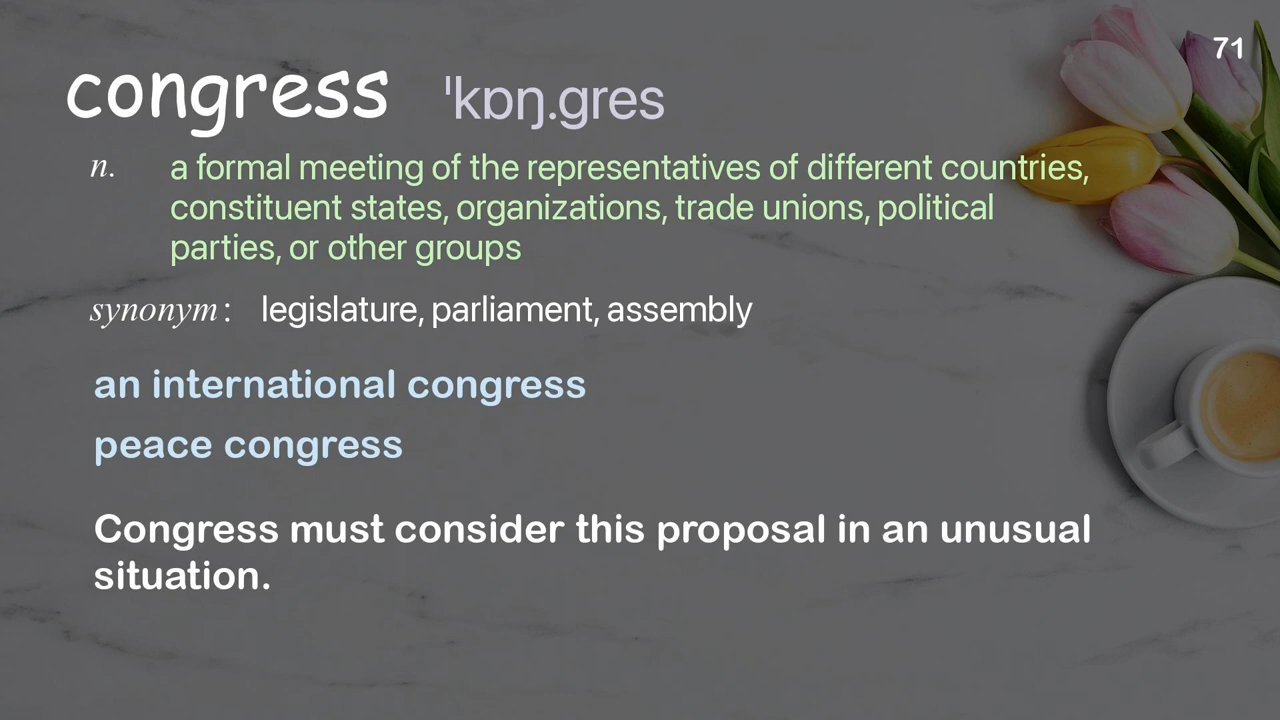 71
congress ˈkɒŋ.gres
n. a formal meeting of the representatives of different countries,
constituent states, organizations, trade unions, political
parties, or other groups
synonym: legislature, parliament, assembly
an international congress
peace congress
Congress must consider this proposal in an unusual
situation.